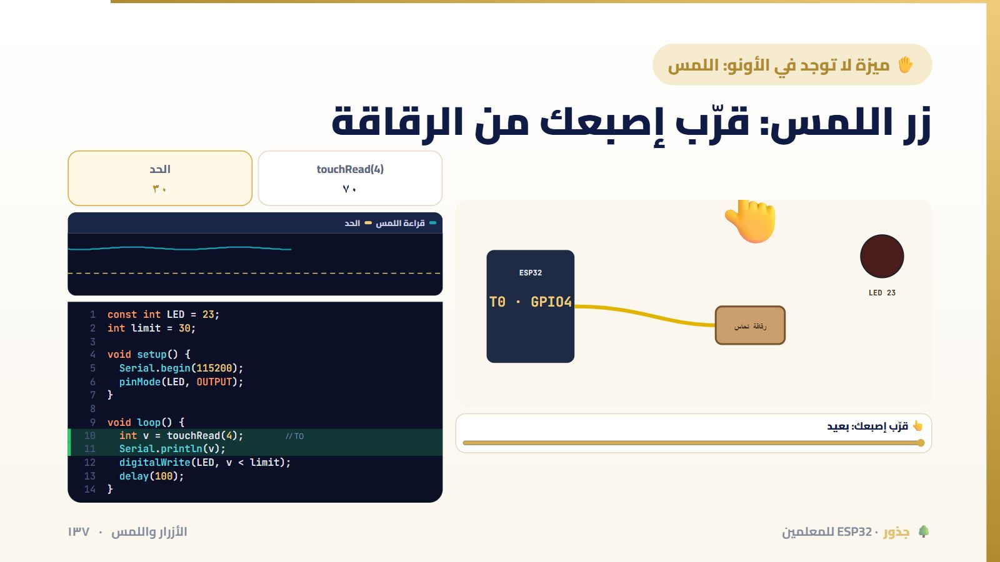 ✋ ميزة لا توجد في الأونو: اللمس
زر اللمس: قرّب إصبعك من الرقاقة
touchRead(4)
٧٠
الحد
٣٠
قراءة اللمس
الحد
ESP32
T0 · GPIO4
رقاقة نحاس
LED 23
👆 قرّب إصبعك: بعيد
1 const int LED = 23;
2 int limit = 30;
3
4 void setup() {
5 Serial.begin(115200);
6 pinMode(LED, OUTPUT);
7 }
8
9 void loop() {
10 int v = touchRead(4); // T0
11 Serial.println(v);
12 digitalWrite(LED, v < limit);
13 delay(100);
14 }
🌳 جذور · ESP32 للمعلمين
الأزرار واللمس · ١٣٧